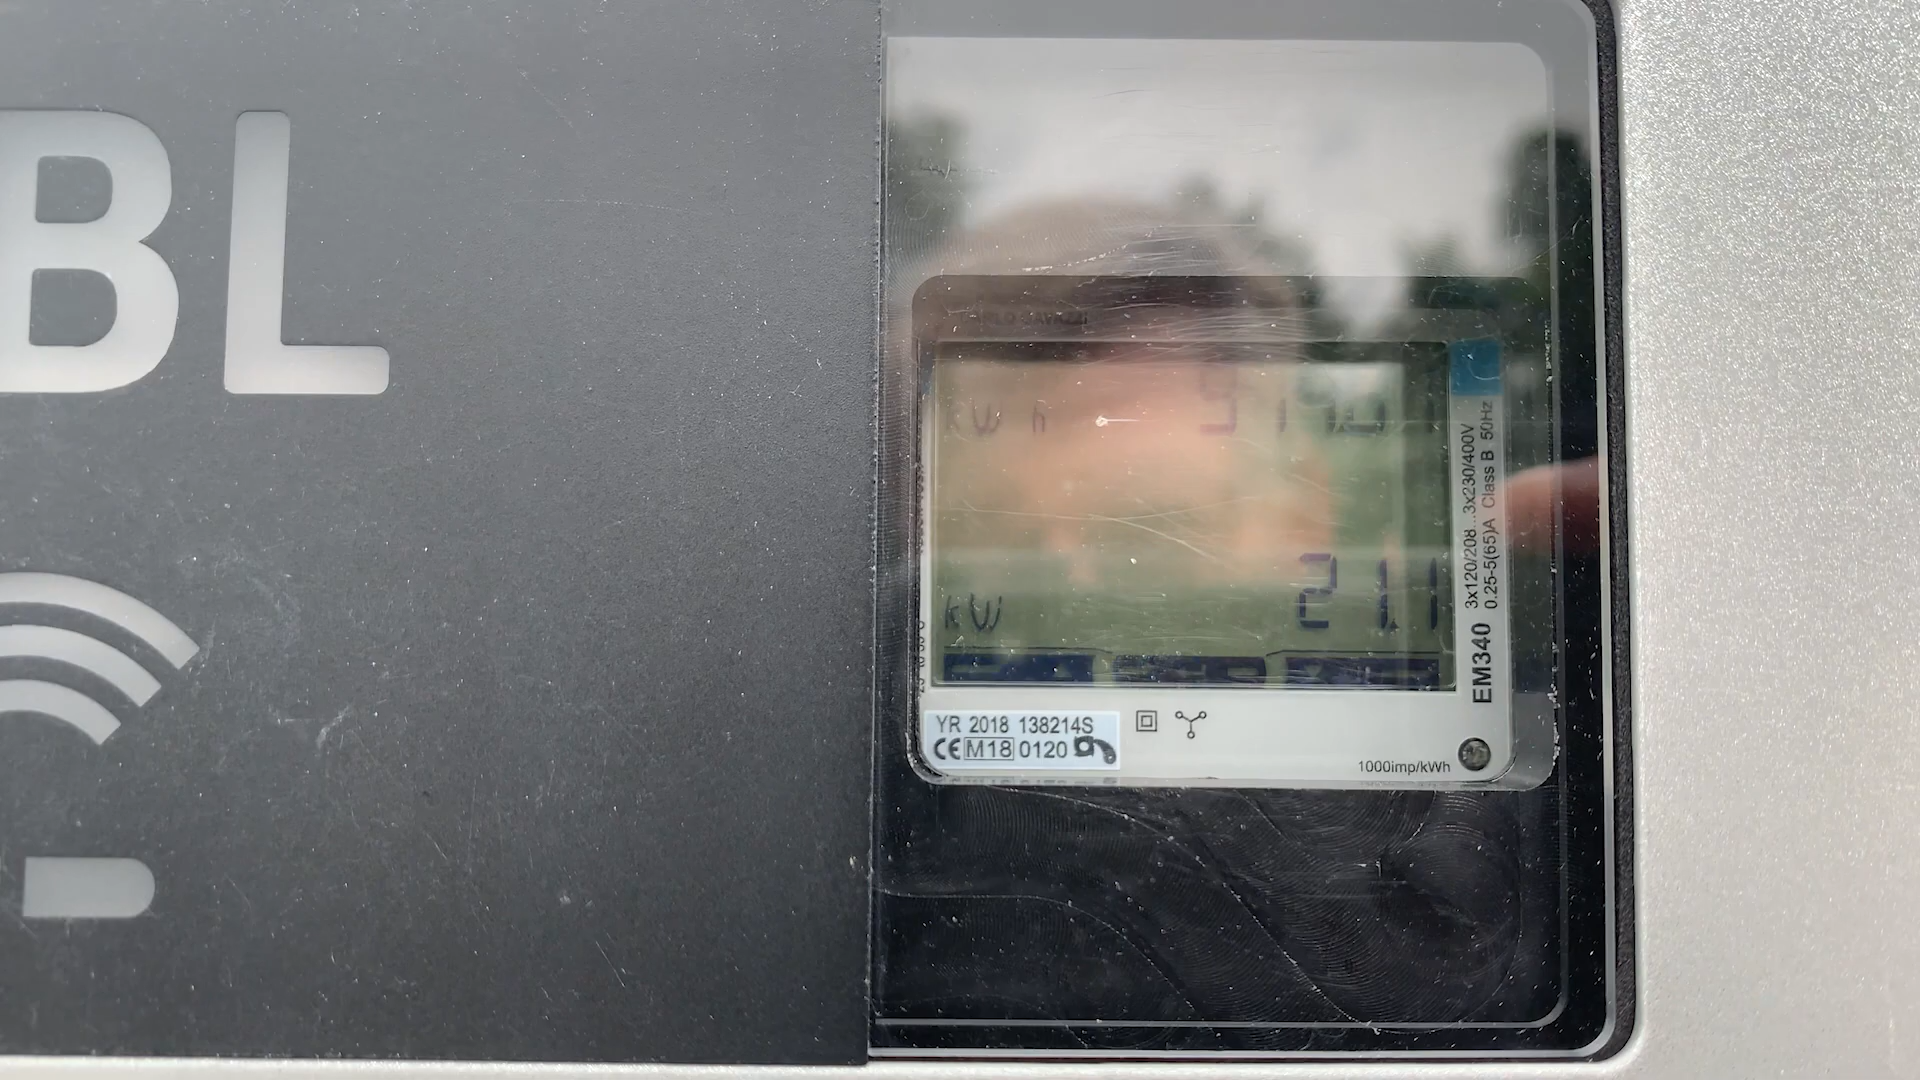 BL
kWh
kW 21.1
3x120/208...3x230/400V
0.25-5(65)A Class B 50Hz
EM340
YR 2018 138214S
CE M18 0120
1000imp/kWh